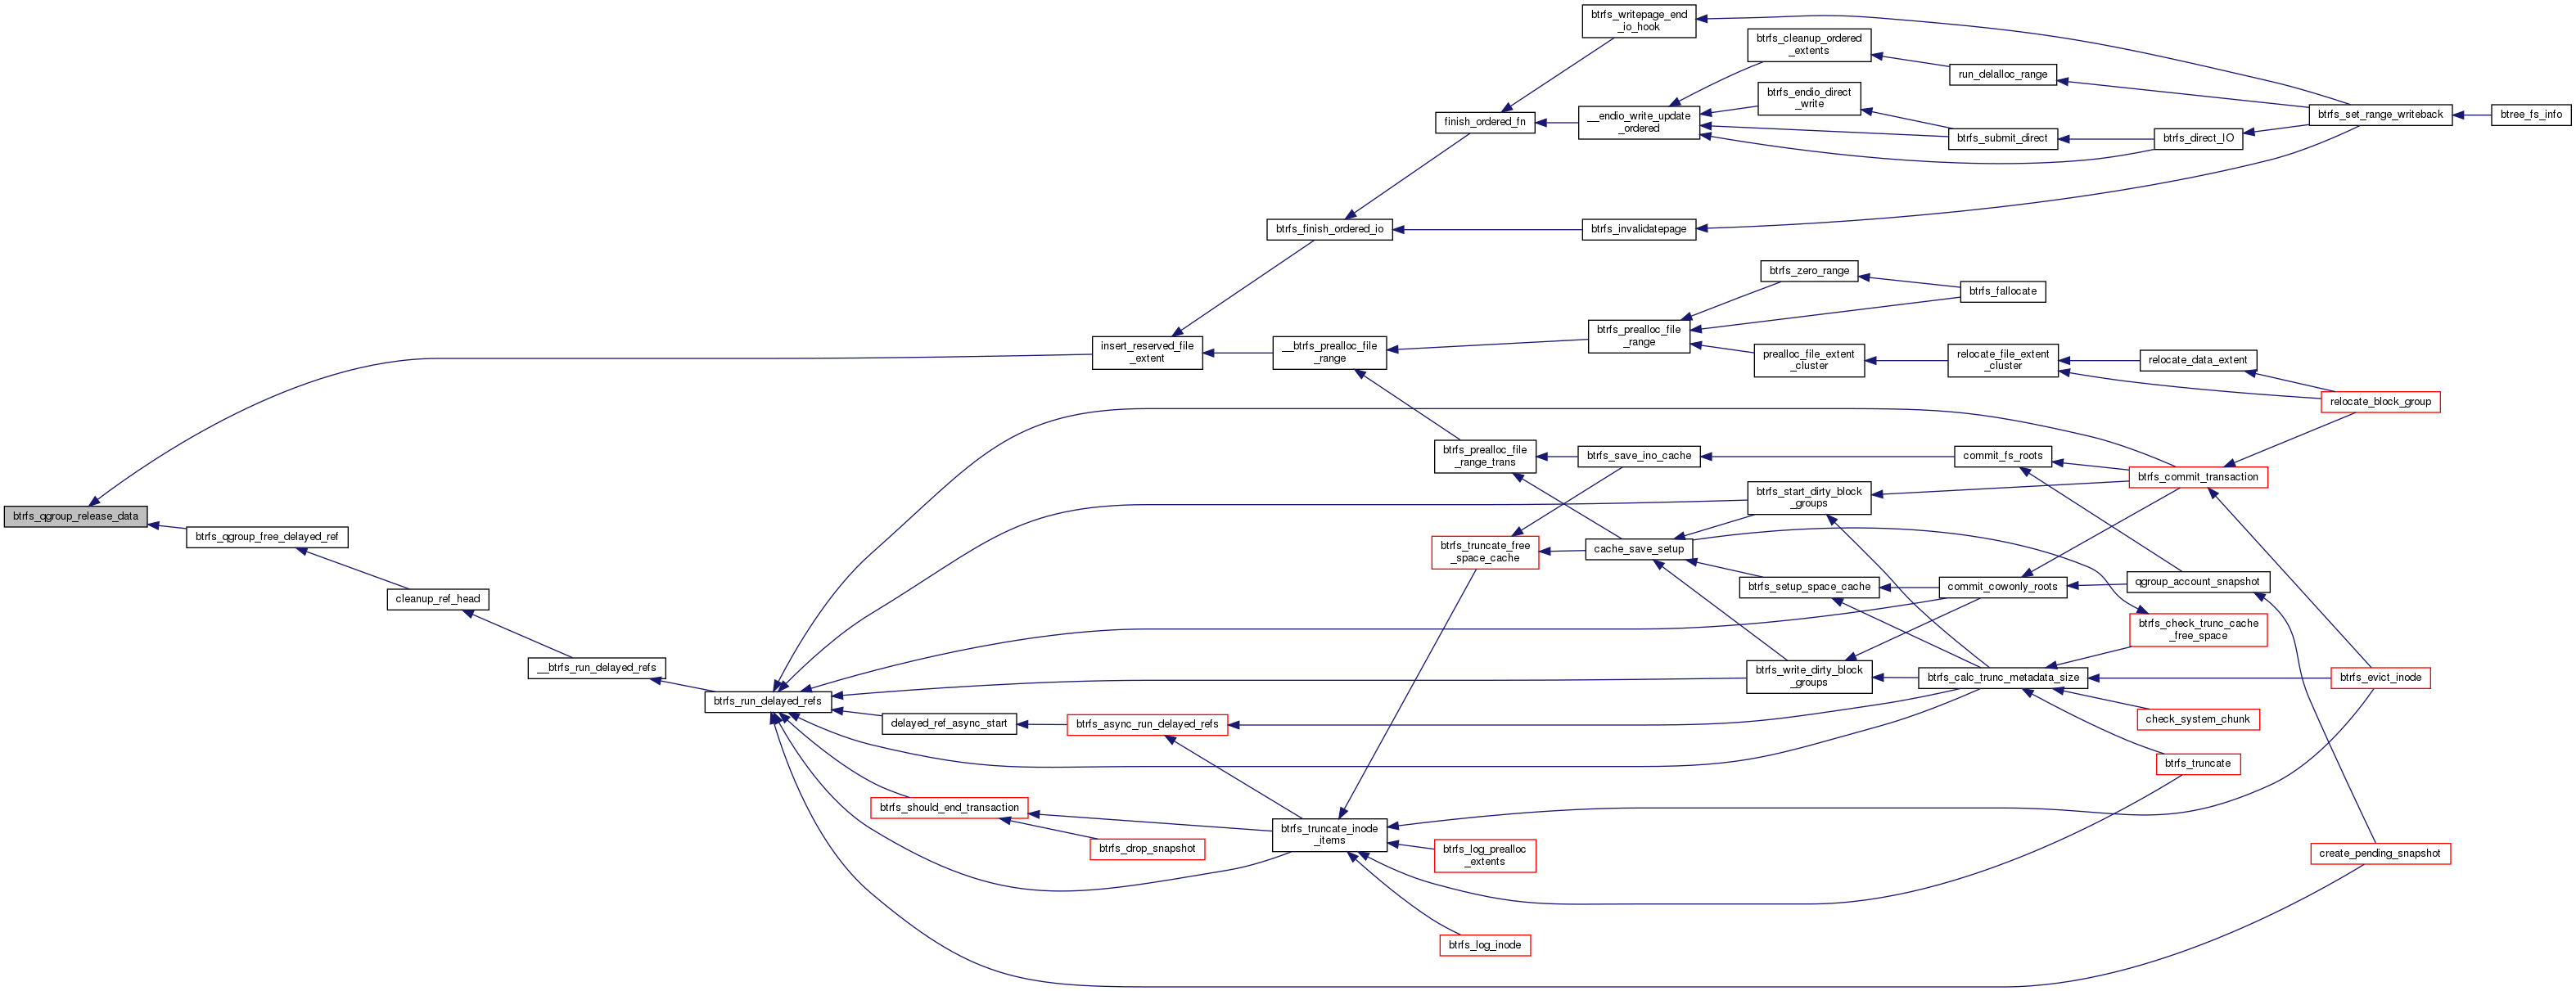 btrfs_writepage_end
_io_hook
btrfs_cleanup_ordered
_extents
run_delalloc_range
btrfs_endio_direct
_write
finish_ordered_fn
__endio_write_update
_ordered
btrfs_set_range_writeback
btree_fs_info
btrfs_submit_direct
btrfs_direct_IO
btrfs_finish_ordered_io
btrfs_invalidatepage
btrfs_zero_range
btrfs_fallocate
insert_reserved_file
_extent
__btrfs_prealloc_file
_range
btrfs_prealloc_file
_range
prealloc_file_extent
_cluster
relocate_file_extent
_cluster
relocate_data_extent
relocate_block_group
btrfs_prealloc_file
_range_trans
btrfs_save_ino_cache
commit_fs_roots
btrfs_commit_transaction
btrfs_start_dirty_block
_groups
btrfs_qgroup_release_data
btrfs_qgroup_free_delayed_ref
btrfs_truncate_free
_space_cache
cache_save_setup
btrfs_setup_space_cache
commit_cowonly_roots
qgroup_account_snapshot
cleanup_ref_head
btrfs_check_trunc_cache
_free_space
__btrfs_run_delayed_refs
btrfs_write_dirty_block
_groups
btrfs_calc_trunc_metadata_size
btrfs_evict_inode
btrfs_run_delayed_refs
delayed_ref_async_start
btrfs_async_run_delayed_refs
check_system_chunk
btrfs_truncate
btrfs_should_end_transaction
btrfs_truncate_inode
_items
btrfs_drop_snapshot
btrfs_log_prealloc
_extents
create_pending_snapshot
btrfs_log_inode